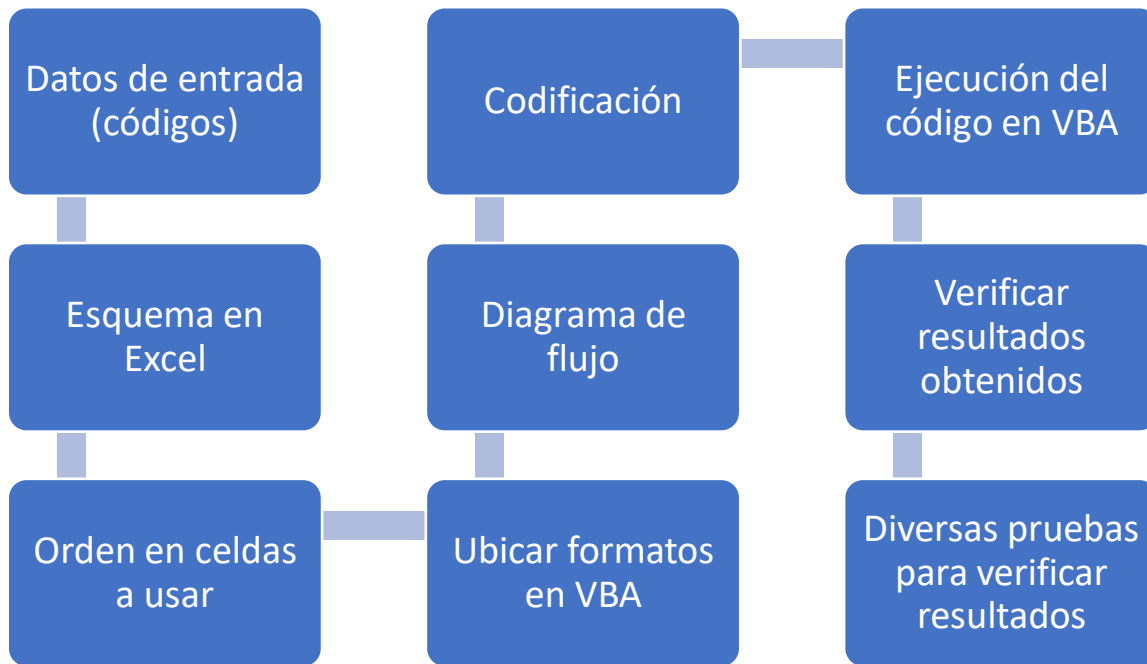 Datos de entrada
(códigos)
Esquema en
Excel
Orden en celdas
a usar
Ubicar formatos
en VBA
Diagrama de
flujo
Codificación
Ejecución del
código en VBA
Verificar
resultados
obtenidos
Diversas pruebas
para verificar
resultados